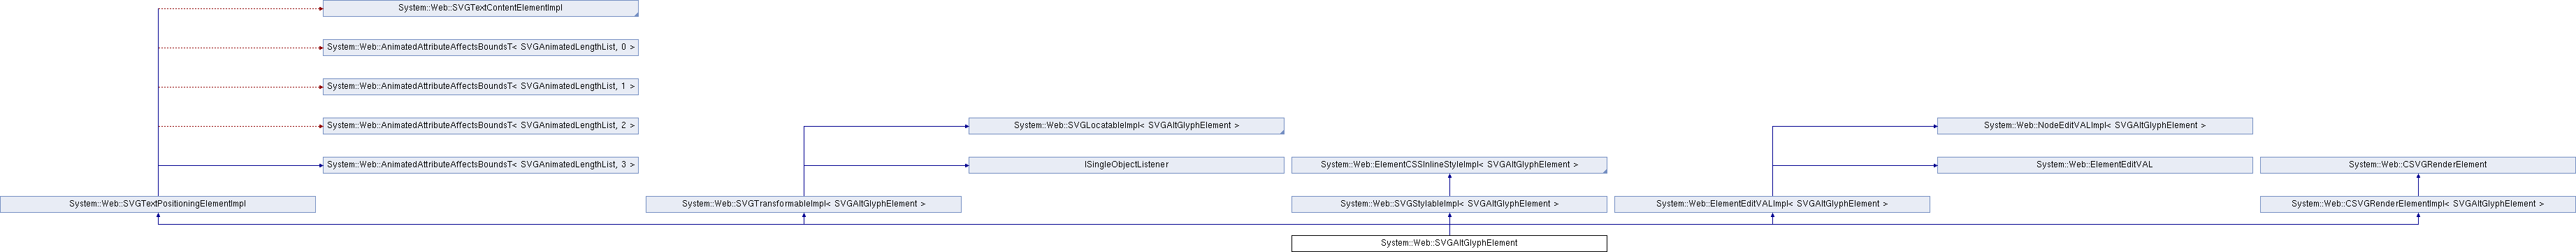 System::Web::SVGTextContentElementImpl
System::Web::AnimatedAttributeAffectsBoundsT< SVGAnimatedLengthList, 0 >
System::Web::AnimatedAttributeAffectsBoundsT< SVGAnimatedLengthList, 1 >
System::Web::AnimatedAttributeAffectsBoundsT< SVGAnimatedLengthList, 2 >
System::Web::SVGLocatableImpl< SVGAltGlyphElement >
System::Web::NodeEditVALImpl< SVGAltGlyphElement >
System::Web::AnimatedAttributeAffectsBoundsT< SVGAnimatedLengthList, 3 >
ISingleObjectListener
System::Web::ElementCSSInlineStyleImpl< SVGAltGlyphElement >
System::Web::ElementEditVAL
System::Web::CSVGRenderElement
System::Web::SVGTextPositioningElementImpl
System::Web::SVGTransformableImpl< SVGAltGlyphElement >
System::Web::SVGStylableImpl< SVGAltGlyphElement >
System::Web::ElementEditVALImpl< SVGAltGlyphElement >
System::Web::CSVGRenderElementImpl< SVGAltGlyphElement >
System::Web::SVGAltGlyphElement